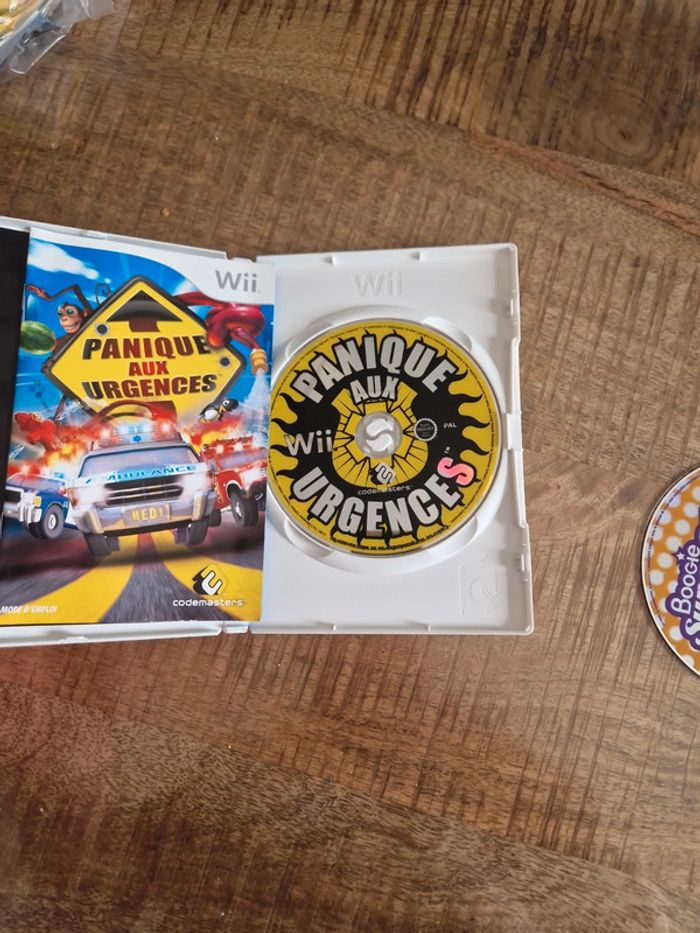 Wii
PANIQUE
AUX
URGENCES
AMBULANCE
MEDI
codemasters
MODE D'EMPLOI
Wii
PANIQUE
AUX
Wii
PAL
codemasters
URGENCES
BOOGIE